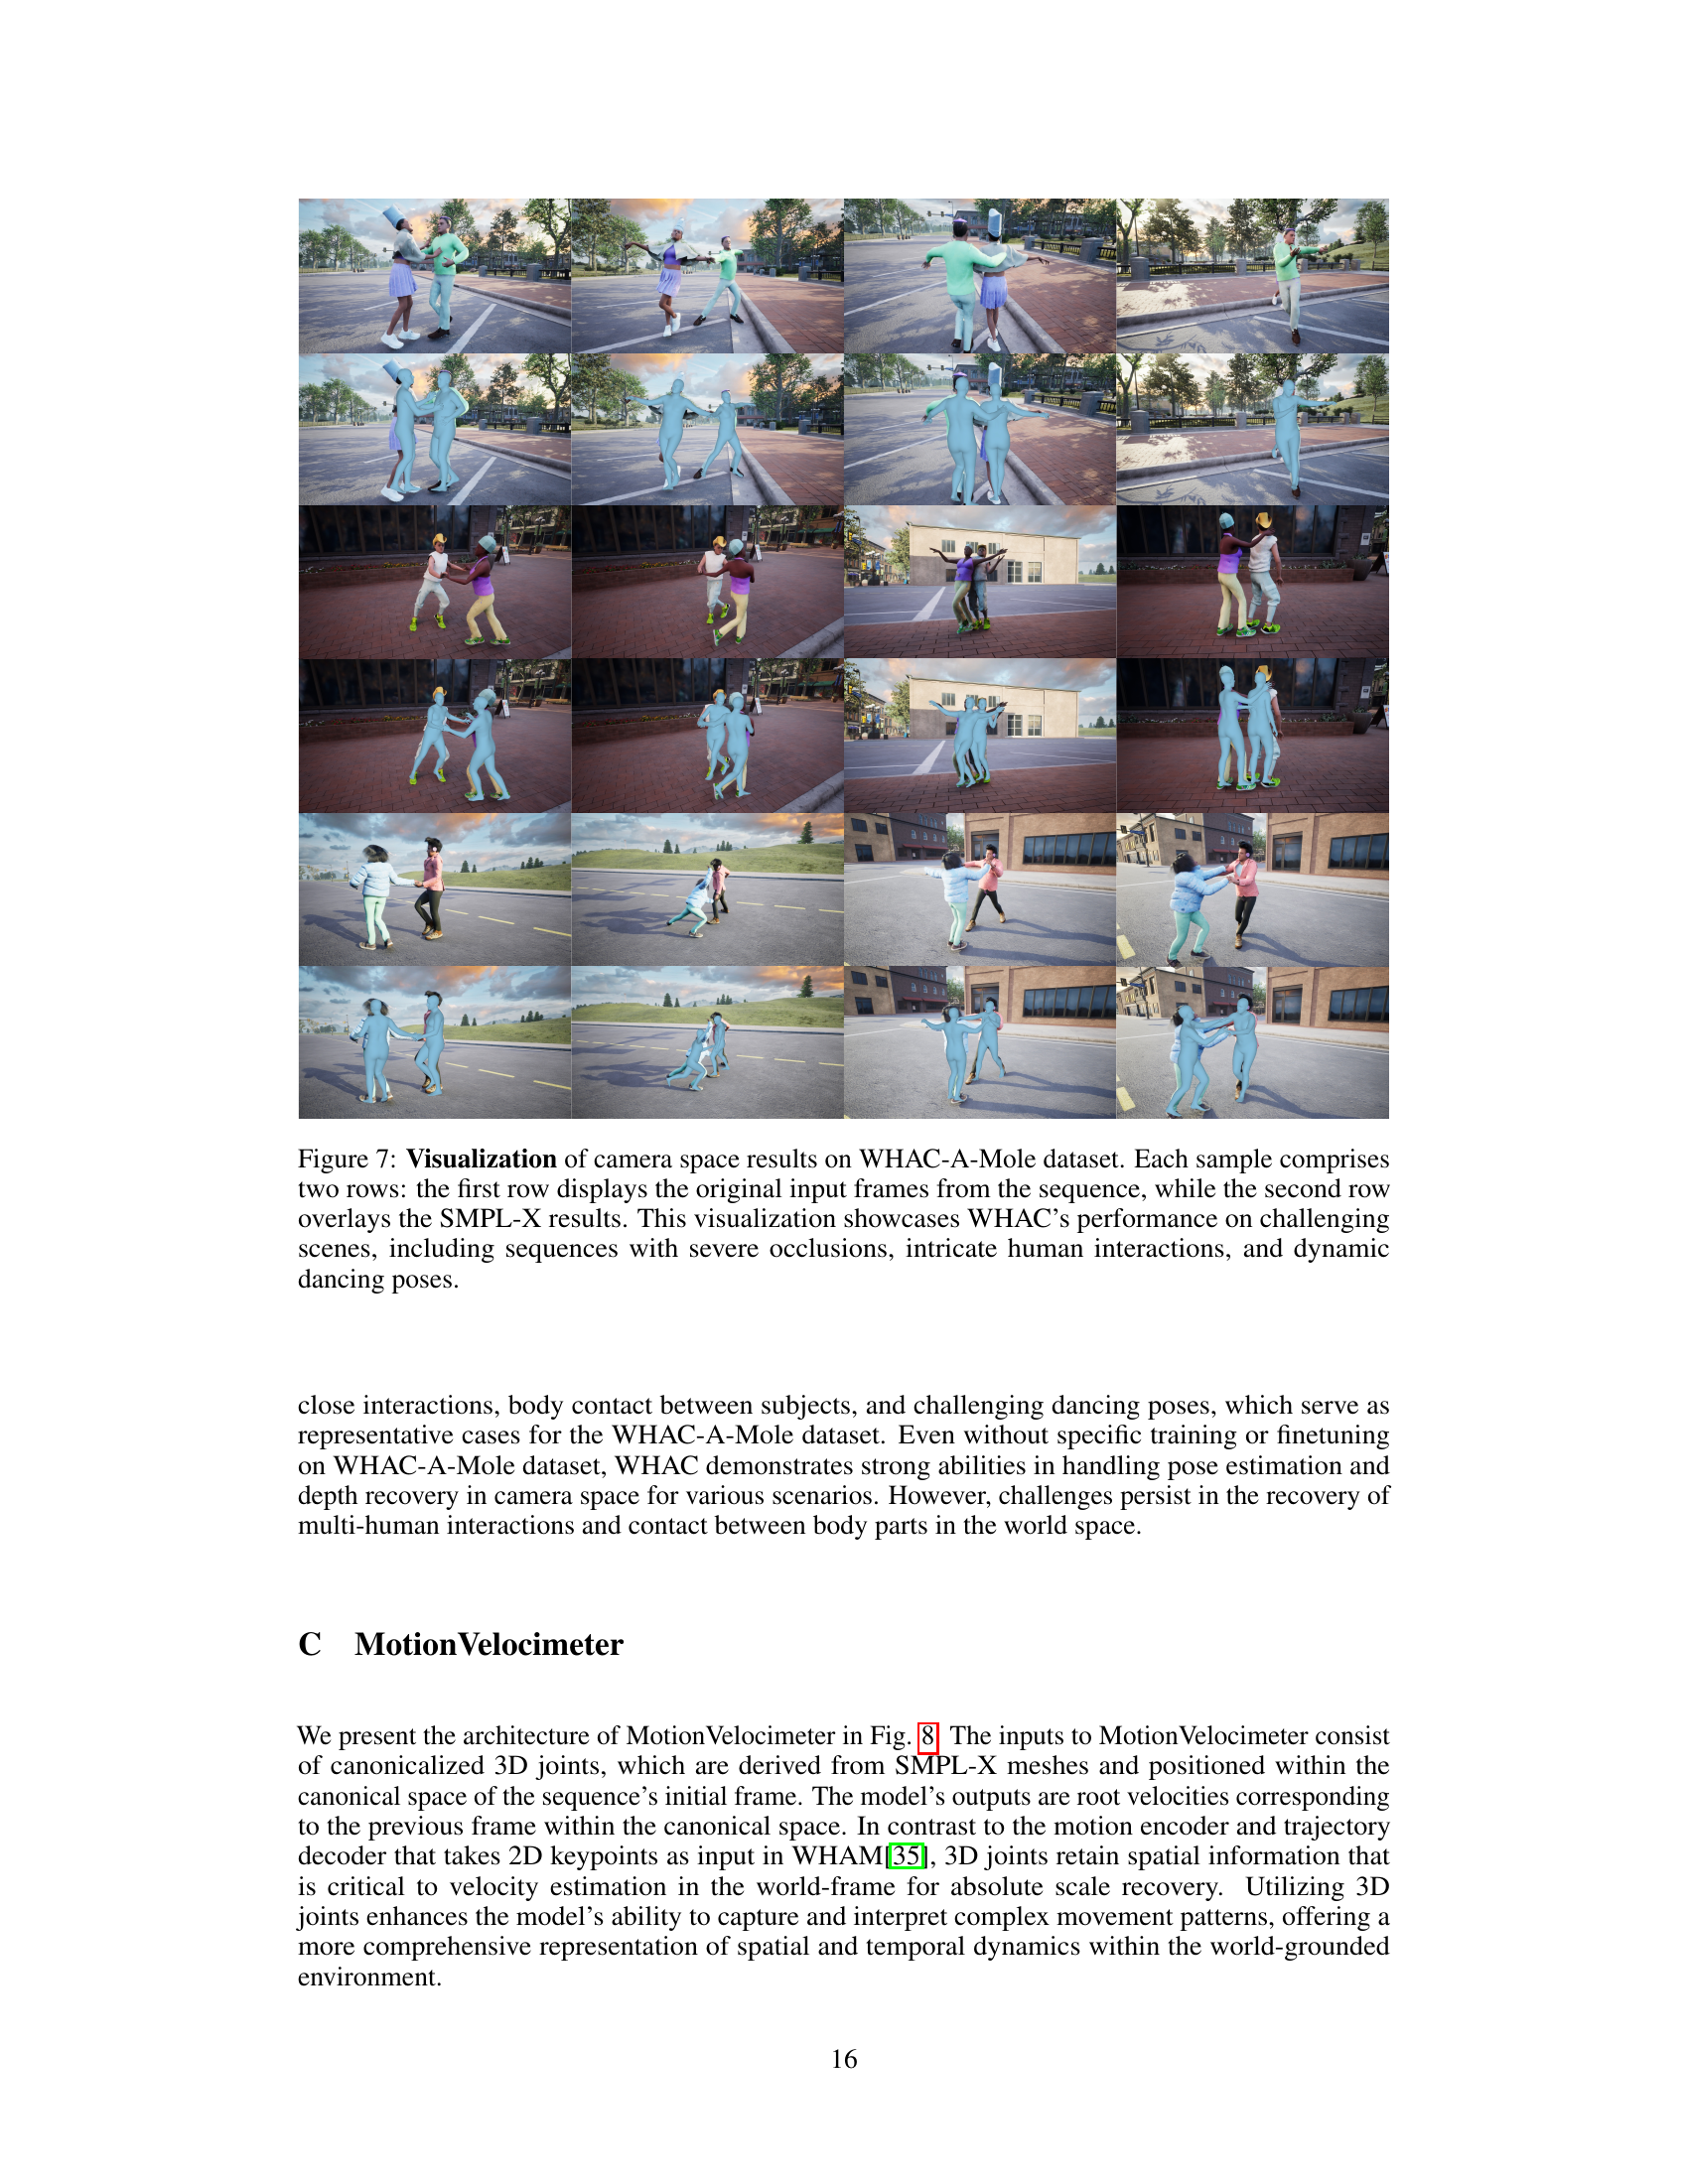 Figure 7: Visualization of camera space results on WHAC-A-Mole dataset. Each sample comprises
two rows: the first row displays the original input frames from the sequence, while the second row
overlays the SMPL-X results. This visualization showcases WHAC's performance on challenging
scenes, including sequences with severe occlusions, intricate human interactions, and dynamic
dancing poses.
close interactions, body contact between subjects, and challenging dancing poses, which serve as
representative cases for the WHAC-A-Mole dataset. Even without specific training or finetuning
on WHAC-A-Mole dataset, WHAC demonstrates strong abilities in handling pose estimation and
depth recovery in camera space for various scenarios. However, challenges persist in the recovery of
multi-human interactions and contact between body parts in the world space.
C MotionVelocimeter
We present the architecture of MotionVelocimeter in Fig. 8 The inputs to MotionVelocimeter consist
of canonicalized 3D joints, which are derived from SMPL-X meshes and positioned within the
canonical space of the sequence's initial frame. The model's outputs are root velocities corresponding
to the previous frame within the canonical space. In contrast to the motion encoder and trajectory
decoder that takes 2D keypoints as input in WHAM[35], 3D joints retain spatial information that
is critical to velocity estimation in the world-frame for absolute scale recovery. Utilizing 3D
joints enhances the model's ability to capture and interpret complex movement patterns, offering a
more comprehensive representation of spatial and temporal dynamics within the world-grounded
environment.
16